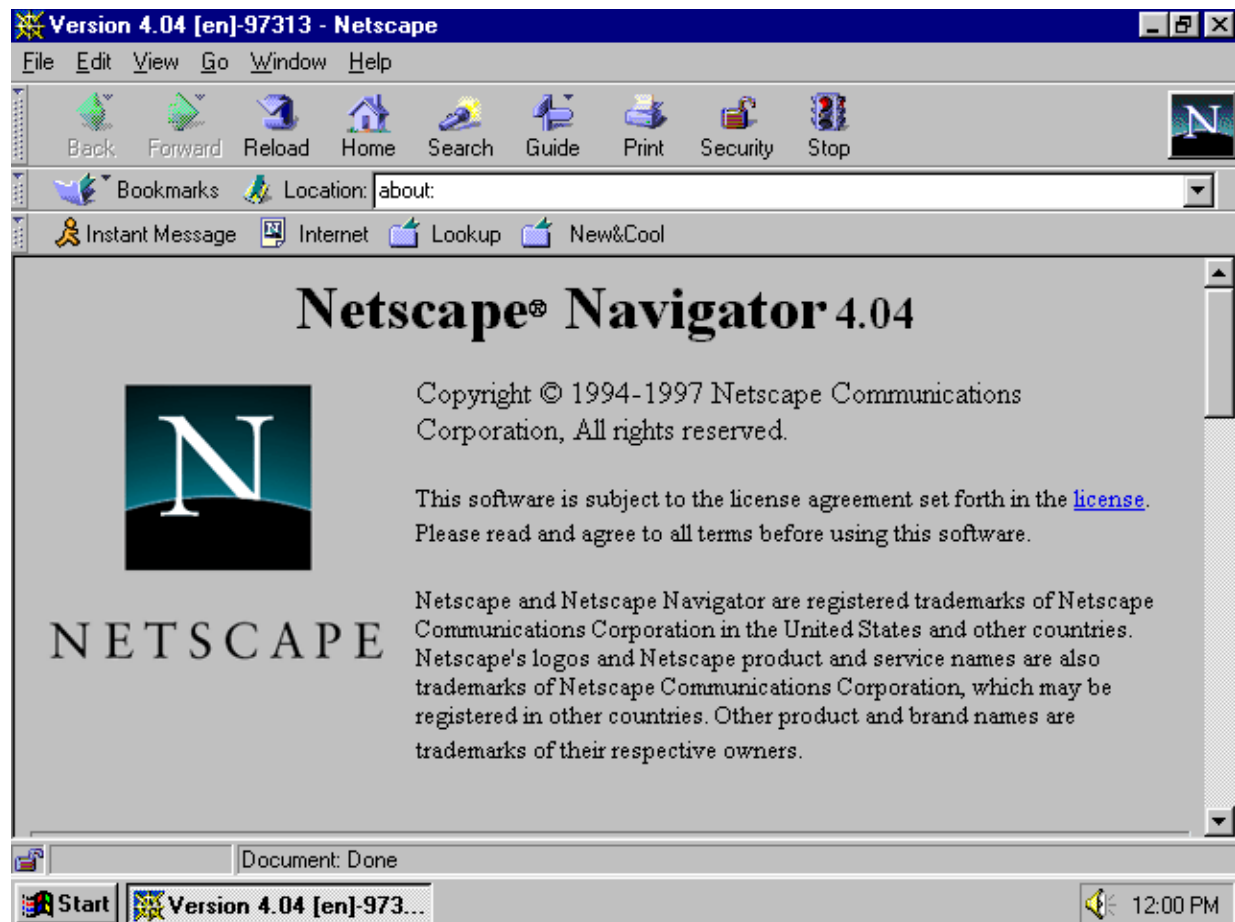 Version 4.04 [en]-97313 - Netscape
File Edit View Go Window Help
Back Forward Reload Home Search Guide Print Security Stop
N
Bookmarks Location: about:
Instant Message Internet Lookup New&Cool
Netscape® Navigator 4.04
N
NETSCAPE
Copyright © 1994-1997 Netscape Communications
Corporation, All rights reserved.
This software is subject to the license agreement set forth in the license.
Please read and agree to all terms before using this software.
Netscape and Netscape Navigator are registered trademarks of Netscape
Communications Corporation in the United States and other countries.
Netscape's logos and Netscape product and service names are also
trademarks of Netscape Communications Corporation, which may be
registered in other countries. Other product and brand names are
trademarks of their respective owners.
Document: Done
Start Version 4.04 [en]-973... 12:00 PM